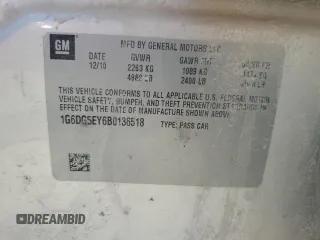 GM
MFD BY GENERAL MOTORS LLC
12/10 GVWR GAWR
2263 KG 1089 KG
4989 LB 2400 LB
THIS VEHICLE CONFORMS TO ALL APPLICABLE U.S. FEDERAL MOTOR
VEHICLE SAFETY, BUMPER, AND THEFT PREVENTION STANDARDS IN
EFFECT ON THE DATE OF MANUFACTURE SHOWN ABOVE.
1G6DG5EY6B0136518 TYPE: PASS CAR
DREAMBID